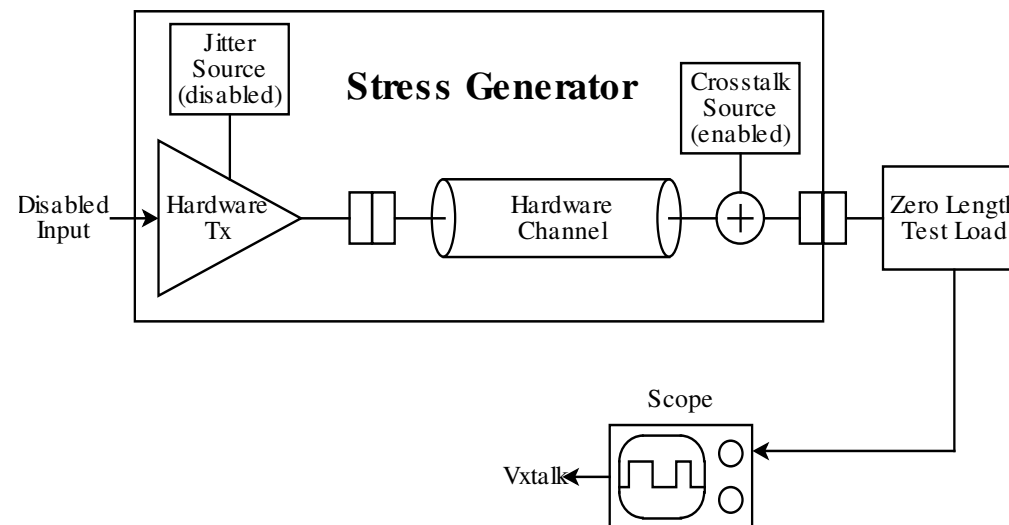 Jitter
Source
(disabled)
Stress Generator
Crosstalk
Source
(enabled)
Disabled
Input
Hardware
Tx
Hardware
Channel
Zero Length
Test Load
Scope
Vxtalk